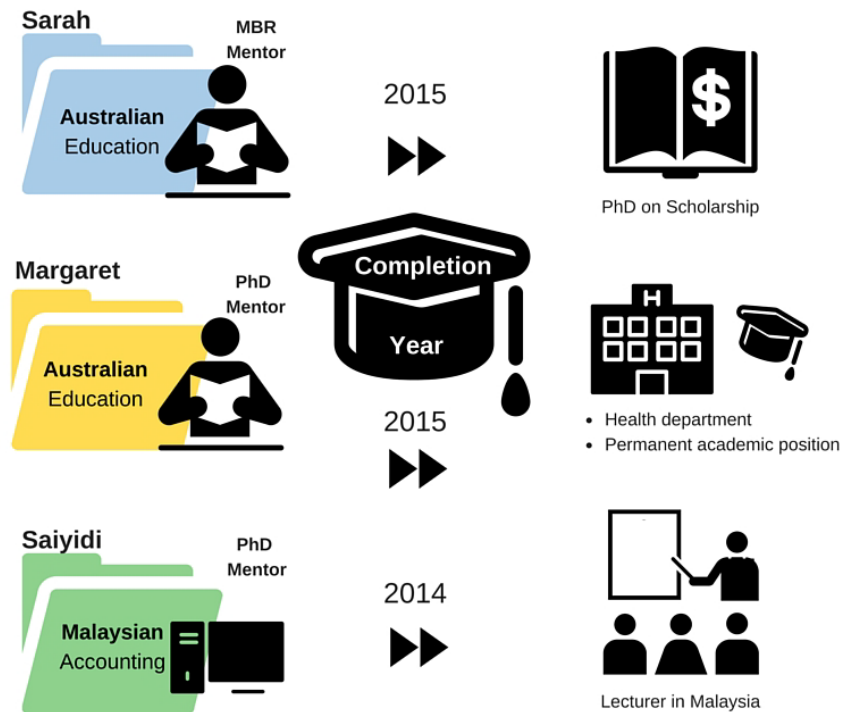 Sarah
MBR
Mentor
Australian
Education
2015
$
PhD on Scholarship
Completion
Year
Margaret
PhD
Mentor
Australian
Education
2015
H
• Health department
• Permanent academic position
Saiyidi
PhD
Mentor
Malaysian
Accounting
2014
Lecturer in Malaysia